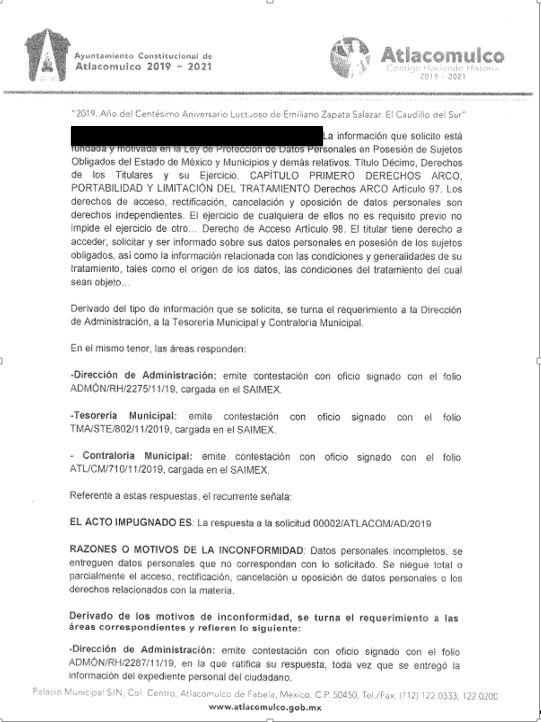 Ayuntamiento Constitucional de
Atlacomulco 2019 - 2021
Atlacomulco
Contigo Haciendo Historia
2019 - 2021
"2019. Año del Centésimo Aniversario Luctuoso de Emiliano Zapata Salazar. El Caudillo del Sur"
La información que solicito está
fundada y motivada en la Ley de Protección de Datos Personales en Posesión de Sujetos
Obligados del Estado de México y Municipios y demás relativos. Título Décimo, Derechos
de los Titulares y su Ejercicio. CAPÍTULO PRIMERO DERECHOS ARCO,
PORTABILIDAD Y LIMITACIÓN DEL TRATAMIENTO Derechos ARCO Artículo 97. Los
derechos de acceso, rectificación, cancelación y oposición de datos personales son
derechos independientes. El ejercicio de cualquiera de ellos no es requisito previo no
impide el ejercicio de otro... Derecho de Acceso Artículo 98. El titular tiene derecho a
acceder, solicitar y ser informado sobre sus datos personales en posesión de los sujetos
obligados, así como la información relacionada con las condiciones y generalidades de su
tratamiento, tales como el origen de los datos, las condiciones del tratamiento del cual
sean objeto...
Derivado del tipo de información que se solicita, se turna el requerimiento a la Dirección
de Administración, a la Tesorería Municipal y Contraloría Municipal.
En el mismo tenor, las áreas responden:
-Dirección de Administración: emite contestación con oficio signado con el folio
ADMÓN/RH/2275/11/19, cargada en el SAIMEX.
-Tesorería Municipal: emite contestación con oficio signado con el folio
TMA/STE/802/11/2019, cargada en el SAIMEX.
- Contraloría Municipal: emite contestación con oficio signado con el folio
ATL/CM/710/11/2019, cargada en el SAIMEX.
Referente a estas respuestas, el recurrente señala:
EL ACTO IMPUGNADO ES: La respuesta a la solicitud 00002/ATLACOM/AD/2019
RAZONES O MOTIVOS DE LA INCONFORMIDAD: Datos personales incompletos, se
entreguen datos personales que no correspondan con lo solicitado. Se niegue total o
parcialmente el acceso, rectificación, cancelación u oposición de datos personales o los
derechos relacionados con la materia.
Derivado de los motivos de inconformidad, se turna el requerimiento a las
áreas correspondientes y refieren lo siguiente:
-Dirección de Administración: emite contestación con oficio signado con el folio
ADMÓN/RH/2287/11/19, en la que ratifica su respuesta, toda vez que se entregó la
información del expediente personal del ciudadano.
Palacio Municipal S/N, Col. Centro, Atlacomulco de Fabela, México, C.P. 50450, Tel./Fax: (712) 122 0333, 122 0200
www.atlacomulco.gob.mx